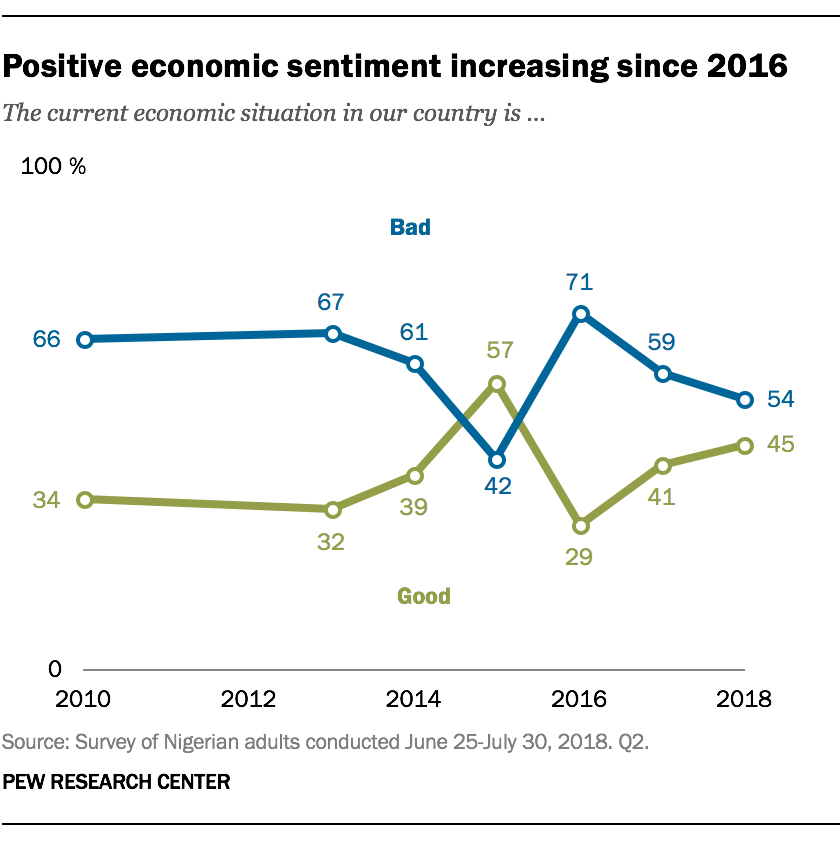 Positive economic sentiment increasing since 2016
The current economic situation in our country is ...
100 %
Bad
71
67
61
59
57
66
54
45
42
34
39
41
32
29
Good
0
2010 2012 2014 2016 2018
Source: Survey of Nigerian adults conducted June 25-July 30, 2018. Q2.
PEW RESEARCH CENTER